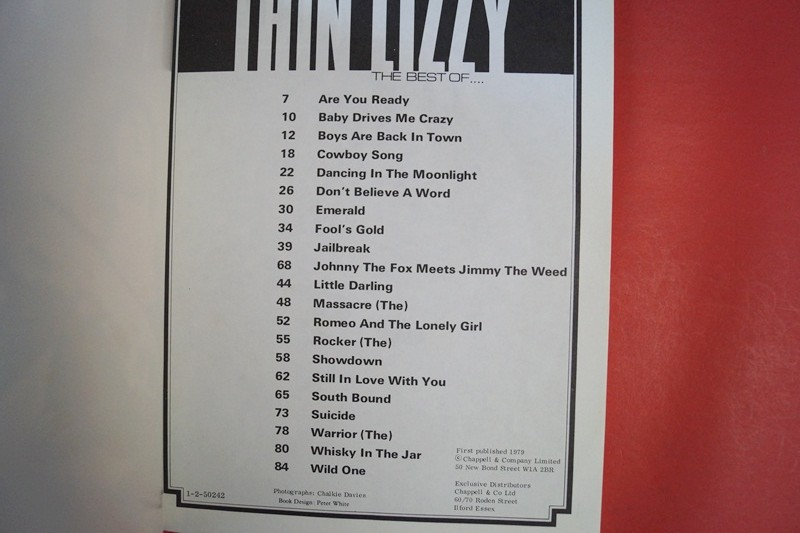 THIN LIZZY
THE BEST OF....
7 Are You Ready
10 Baby Drives Me Crazy
12 Boys Are Back In Town
18 Cowboy Song
22 Dancing In The Moonlight
26 Don't Believe A Word
30 Emerald
34 Fool's Gold
39 Jailbreak
68 Johnny The Fox Meets Jimmy The Weed
44 Little Darling
48 Massacre (The)
52 Romeo And The Lonely Girl
55 Rocker (The)
58 Showdown
62 Still In Love With You
65 South Bound
73 Suicide
78 Warrior (The)
80 Whisky In The Jar
84 Wild One
First published 1979
© Chappell & Company Limited
50 New Bond Street W1A 2BR
Exclusive Distributors
Chappell & Co Ltd
60/70 Roden Street
Ilford Essex
1-2-50242
Photographs: Chalkie Davies
Book Design: Peter White